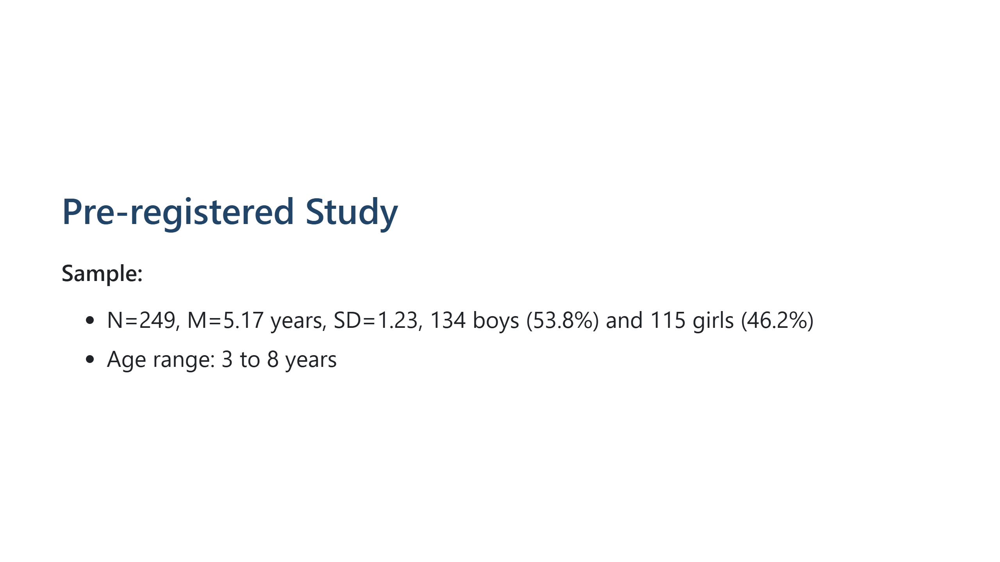 Pre-registered Study
Sample:
• N=249, M=5.17 years, SD=1.23, 134 boys (53.8%) and 115 girls (46.2%)
• Age range: 3 to 8 years